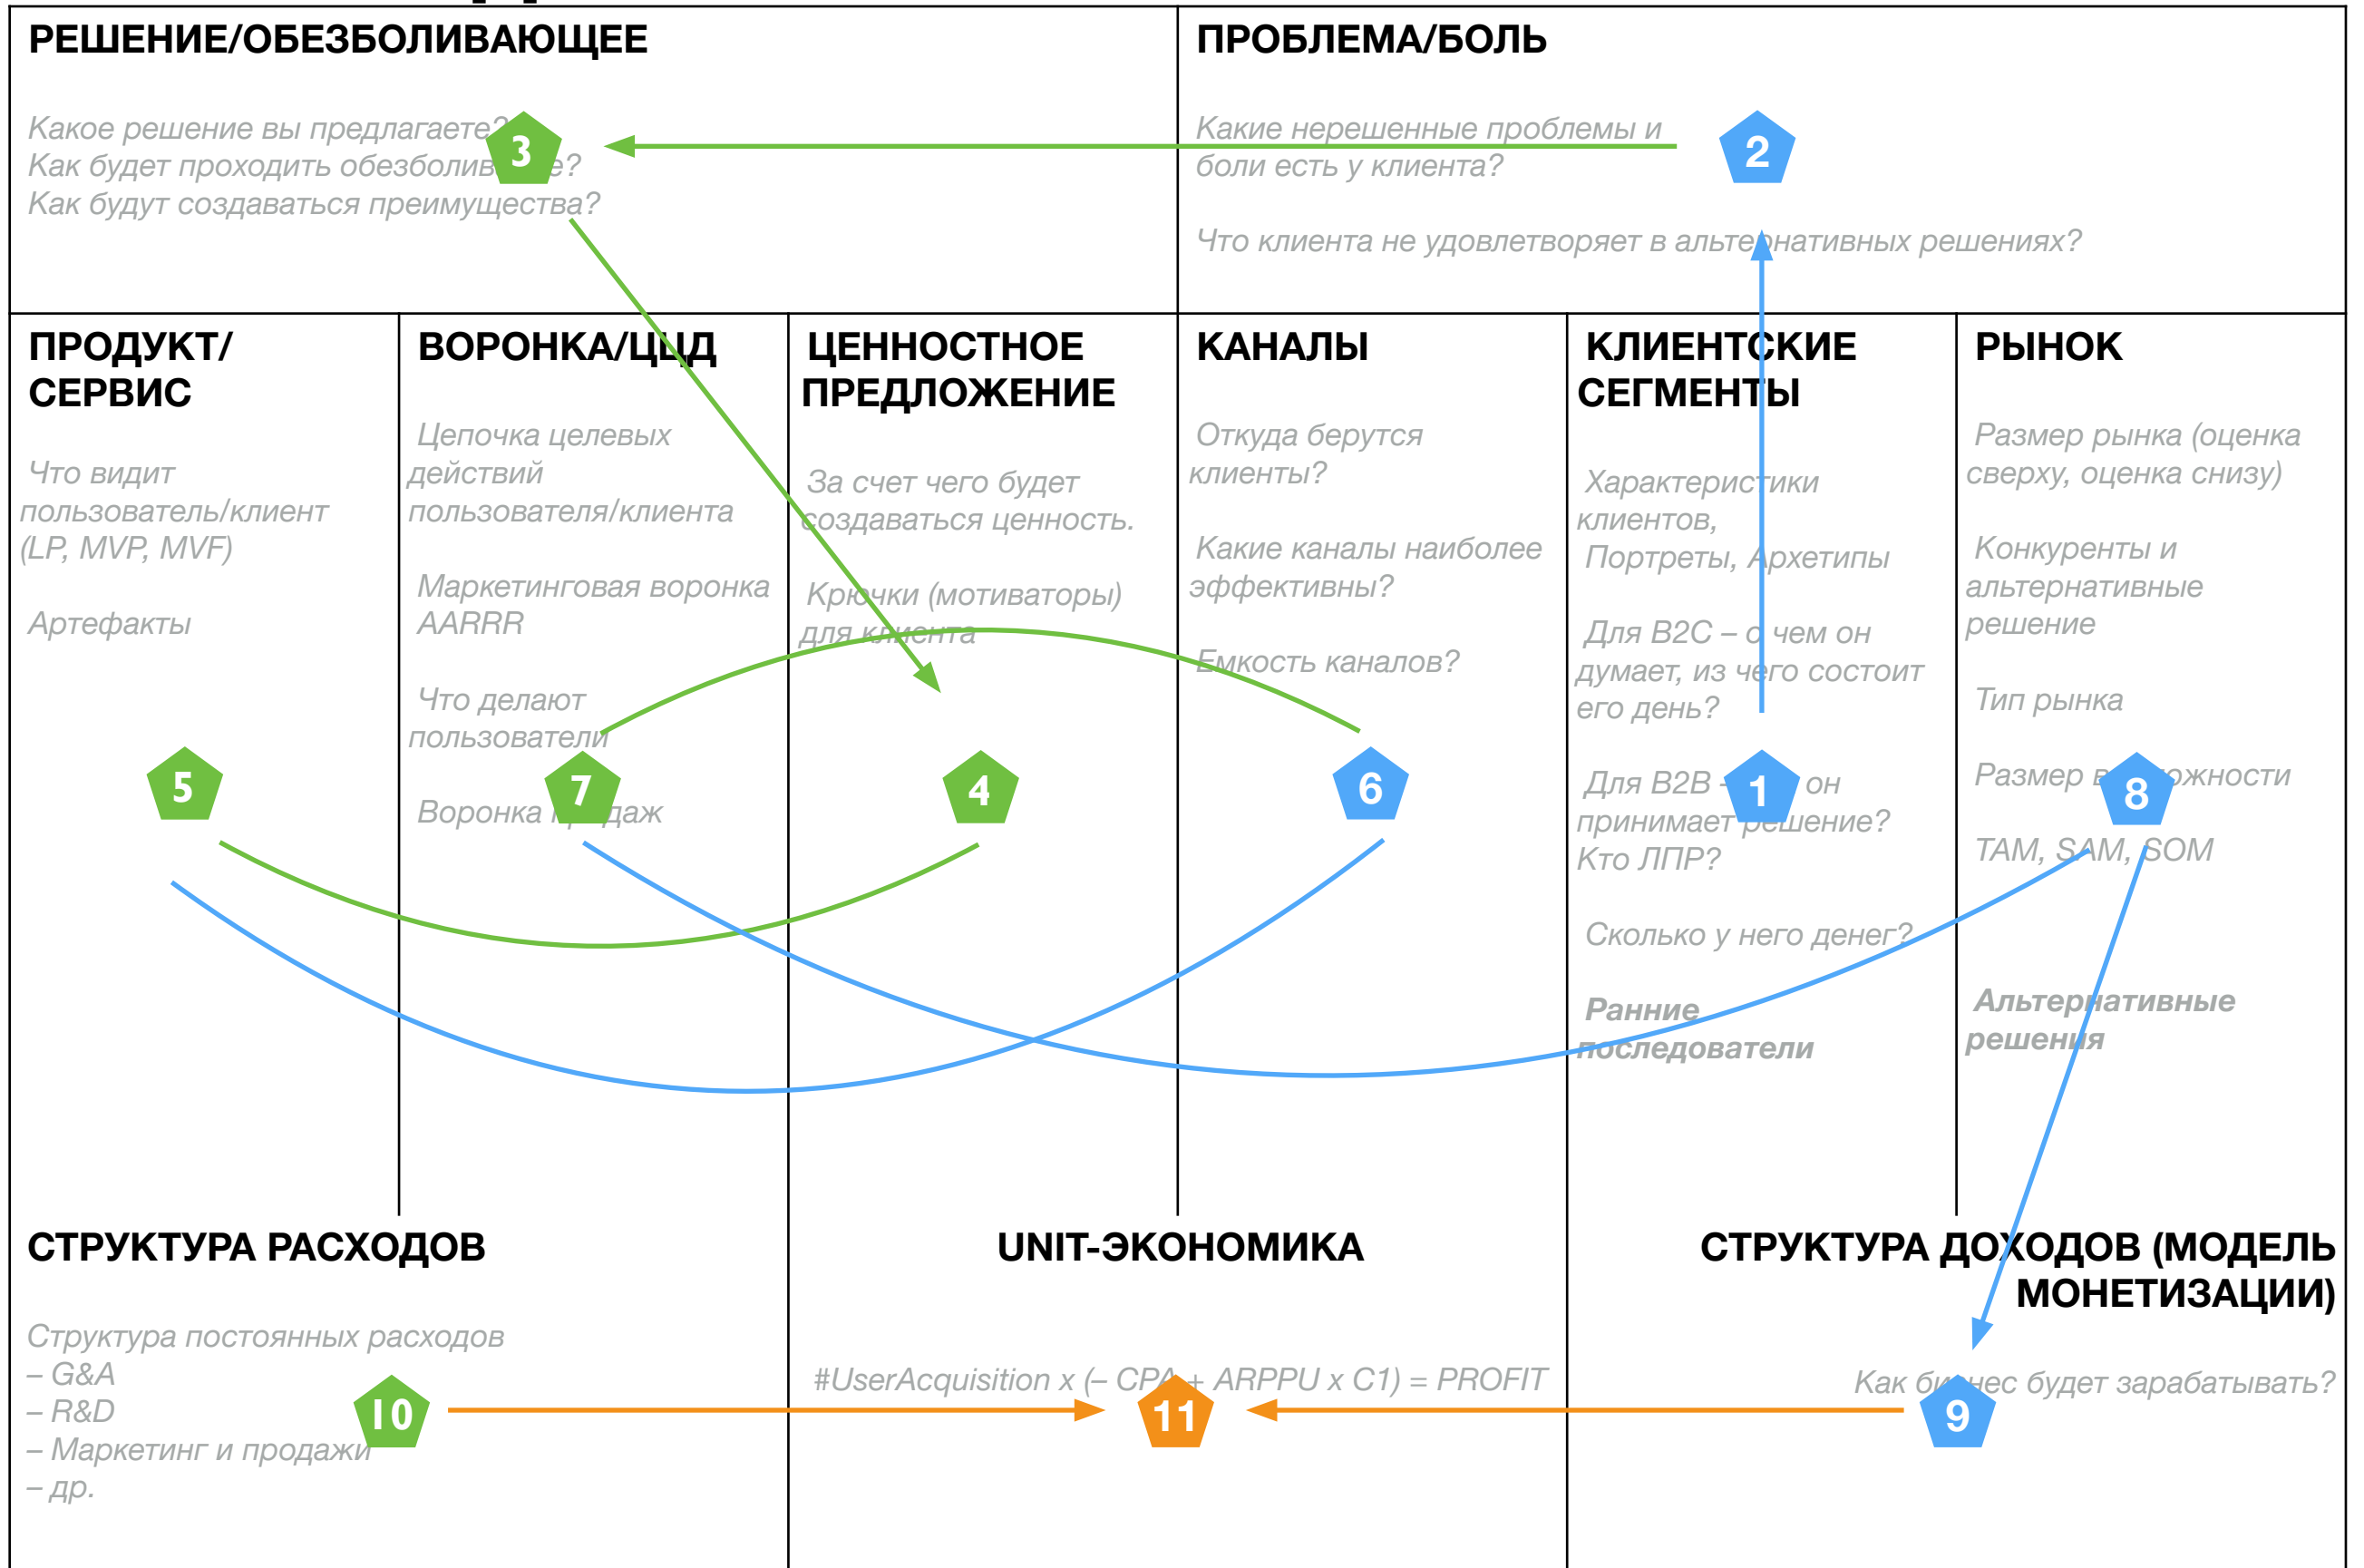 РЕШЕНИЕ/ОБЕЗБОЛИВАЮЩЕЕ
Какое решение вы предлагаете?
Как будет проходить
Как будут создаваться преимущества?
3
ПРОБЛЕМА/БОЛЬ
Какие нерешенные проблемы и
боли есть у клиента?
Что клиента не удовлетворяет в альтернативных решениях?
2
ПРОДУКТ/
СЕРВИС
Что видит
пользователь/клиент
(LP, MVP, MVF)
Артефакты
5
ВОРОНКА/ЦЦД
Цепочка целевых
действий
пользователя/клиента
Маркетинговая воронка
AARRR
Что делают
пользователи
Воронка
7
ЦЕННОСТНОЕ
ПРЕДЛОЖЕНИЕ
За счет чего будет
создаваться ценность.
Крючки (мотиваторы)
для клиента
4
КАНАЛЫ
Откуда берутся
клиенты?
Какие каналы наиболее
эффективны?
Емкость каналов?
6
КЛИЕНТСКИЕ
СЕГМЕНТЫ
Характеристики
клиентов,
Портреты, Архетипы
Для B2C – о чем он
думает, из чего состоит
его день?
Для B2B – он
принимает решение?
Кто ЛПР?
Сколько у него денег?
Ранние
последователи
1
РЫНОК
Размер рынка (оценка
сверху, оценка снизу)
Конкуренты и
альтернативные
решение
Тип рынка
Размер
TAM, SAM, SOM
Альтернативные
решения
8
СТРУКТУРА РАСХОДОВ
Структура постоянных расходов
– G&A
– R&D
– Маркетинг и продажи
– др.
10
UNIT-ЭКОНОМИКА
#UserAcquisition x (– CPA + ARPPU x C1) = PROFIT
11
СТРУКТУРА ДОХОДОВ (МОДЕЛЬ
МОНЕТИЗАЦИИ)
Как бизнес будет зарабатывать?
9